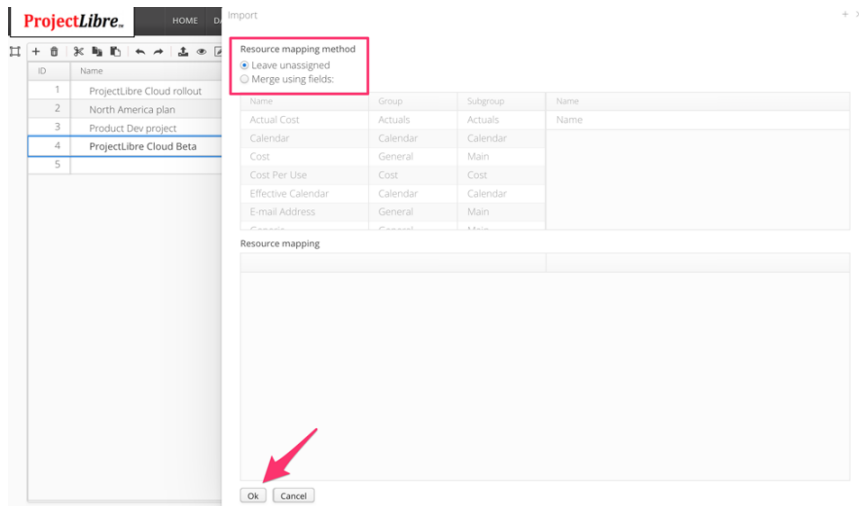 ProjectLibre™
HOME
Import
ID Name
1 ProjectLibre Cloud rollout
2 North America plan
3 Product Dev project
4 ProjectLibre Cloud Beta
5
Resource mapping method
Leave unassigned
Merge using fields:
Name Group Subgroup Name
Actual Cost Actuals Actuals Name
Calendar Calendar Calendar
Cost General Main
Cost Per Use Cost Cost
Effective Calendar Calendar Calendar
E-mail Address General Main
Resource mapping
Ok Cancel